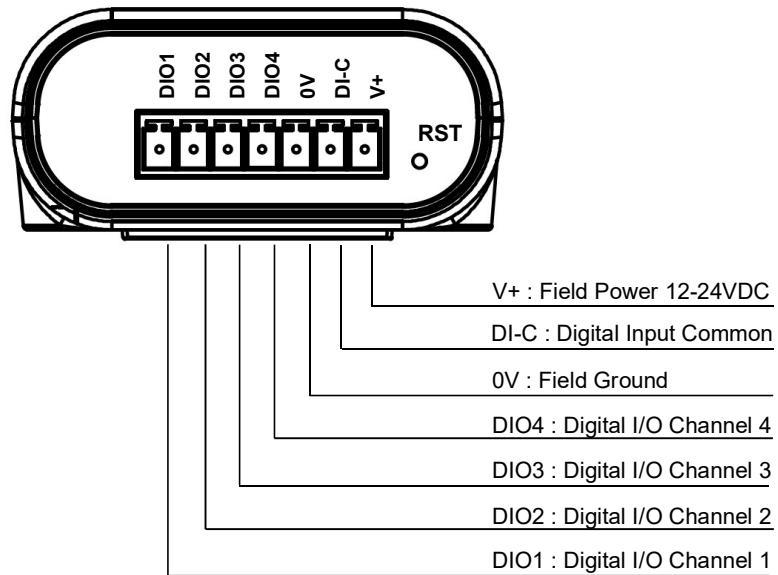 DIO1
DIO2
DIO3
DIO4
0V
DI-C
V+
RST
V+ : Field Power 12-24VDC
DI-C : Digital Input Common
0V : Field Ground
DIO4 : Digital I/O Channel 4
DIO3 : Digital I/O Channel 3
DIO2 : Digital I/O Channel 2
DIO1 : Digital I/O Channel 1